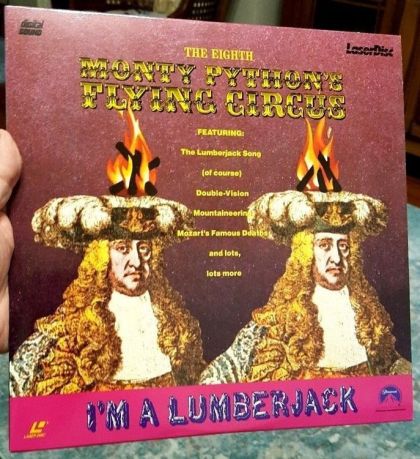 digital
SOUND
LaserDisc
THE EIGHTH
MONTY PYTHON'S
FLYING CIRCUS
FEATURING:
The Lumberjack Song
(of course)
Double-Vision
Mountaineering
Mozart's Famous Deaths
and lots,
lots more
I'M A LUMBERJACK
LASER DISC